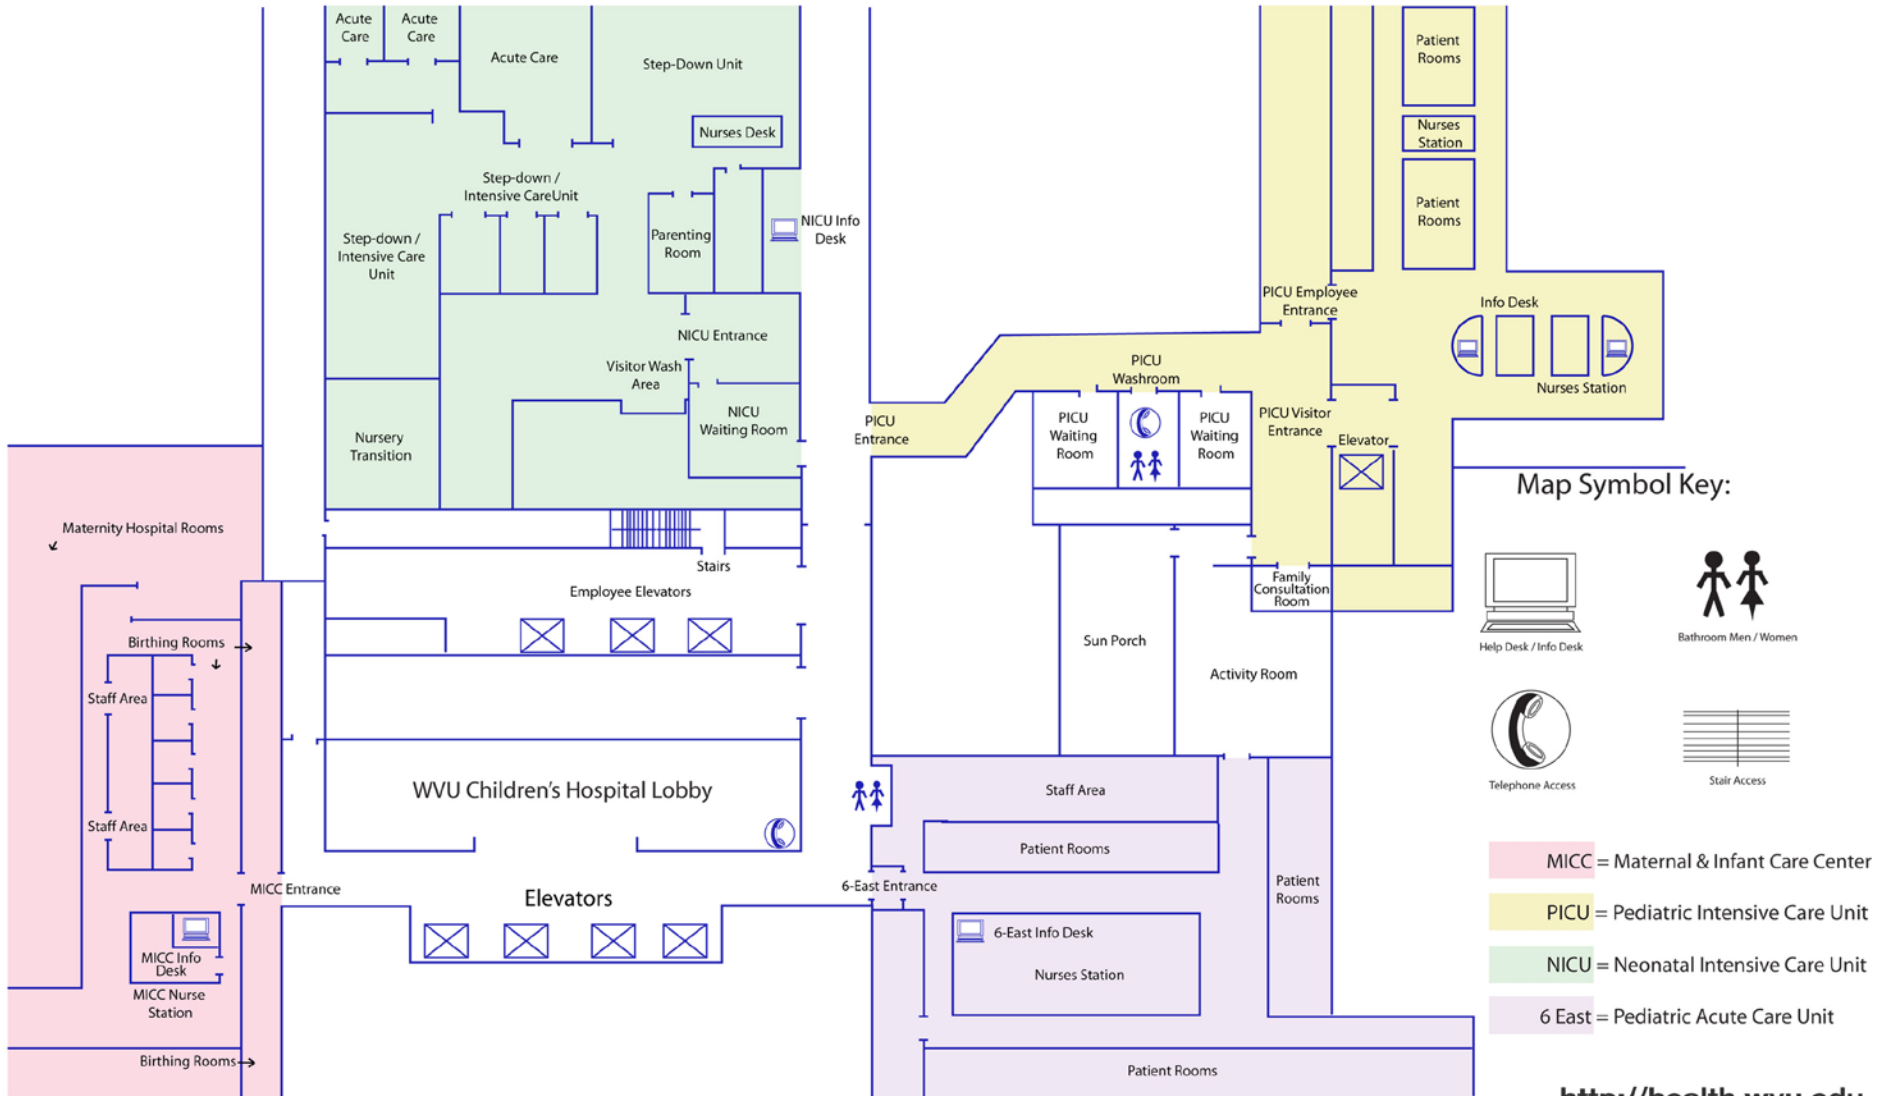 Acute
Care
Acute
Care
Acute Care
Step-Down Unit
Nurses Desk
Step-down /
Intensive CareUnit
Step-down /
Intensive Care
Unit
Parenting
Room
NICU Info
Desk
NICU Entrance
Visitor Wash
Area
NICU
Waiting Room
Nursery
Transition
Stairs
Employee Elevators
WVU Children's Hospital Lobby
Elevators
Maternity Hospital Rooms
Birthing Rooms
Staff Area
Staff Area
MICC Entrance
MICC Info
Desk
MICC Nurse
Station
Birthing Rooms
PICU
Entrance
PICU
Washroom
PICU
Waiting
Room
PICU
Waiting
Room
PICU Employee
Entrance
PICU Visitor
Entrance
Elevator
Patient
Rooms
Nurses
Station
Patient
Rooms
Info Desk
Nurses Station
Family
Consultation
Room
Sun Porch
Activity Room
Staff Area
Patient Rooms
6-East Entrance
Patient
Rooms
6-East Info Desk
Nurses Station
Patient Rooms
Map Symbol Key:
Help Desk / Info Desk
Bathroom Men / Women
Telephone Access
Stair Access
MICC = Maternal & Infant Care Center
PICU = Pediatric Intensive Care Unit
NICU = Neonatal Intensive Care Unit
6 East = Pediatric Acute Care Unit
http://health.wvu.edu